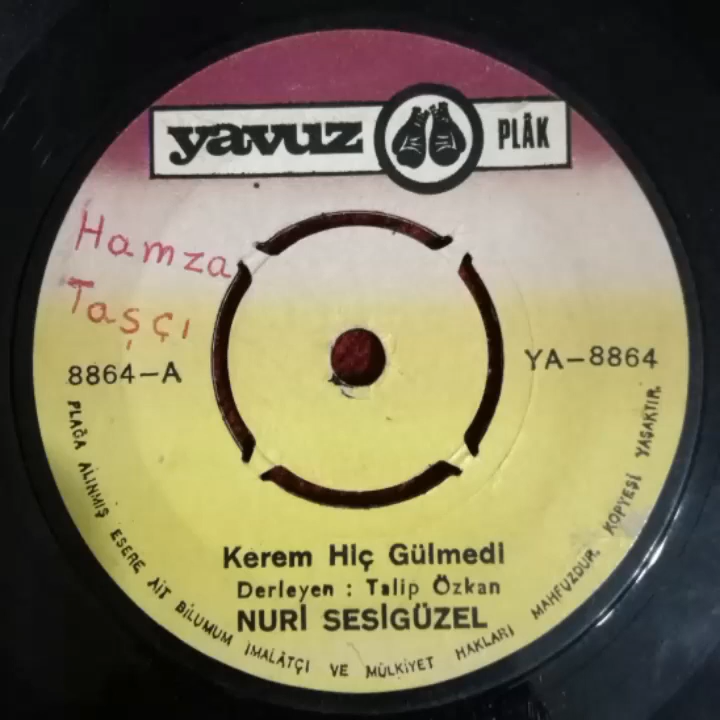 yavuz PLÂK
Hamza
Taşçı
8864-A
YA-8864
Kerem Hiç Gülmedi
Derleyen : Talip Özkan
NURİ SESİGÜZEL
PLAĞA ALINMIŞ ESERE AİT BİLUMUM İMALÂTÇI VE MÜLKİYET HAKLARI MAHFUZDUR. KOPYESİ YASAKTIR.